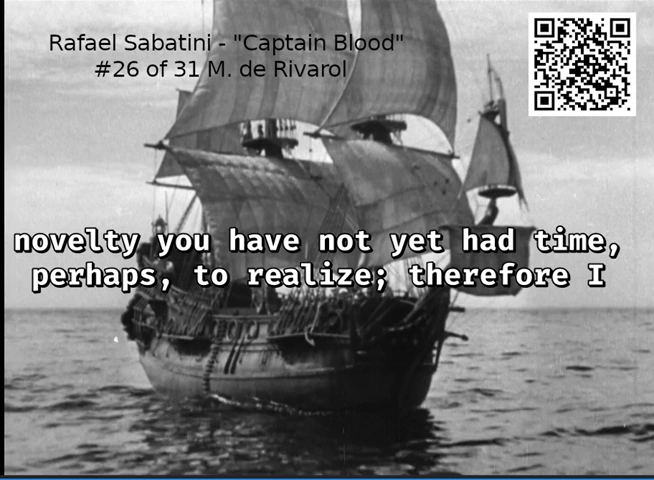 Rafael Sabatini - "Captain Blood"
#26 of 31 M. de Rivarol
novelty you have not yet had time,
perhaps, to realize; therefore I